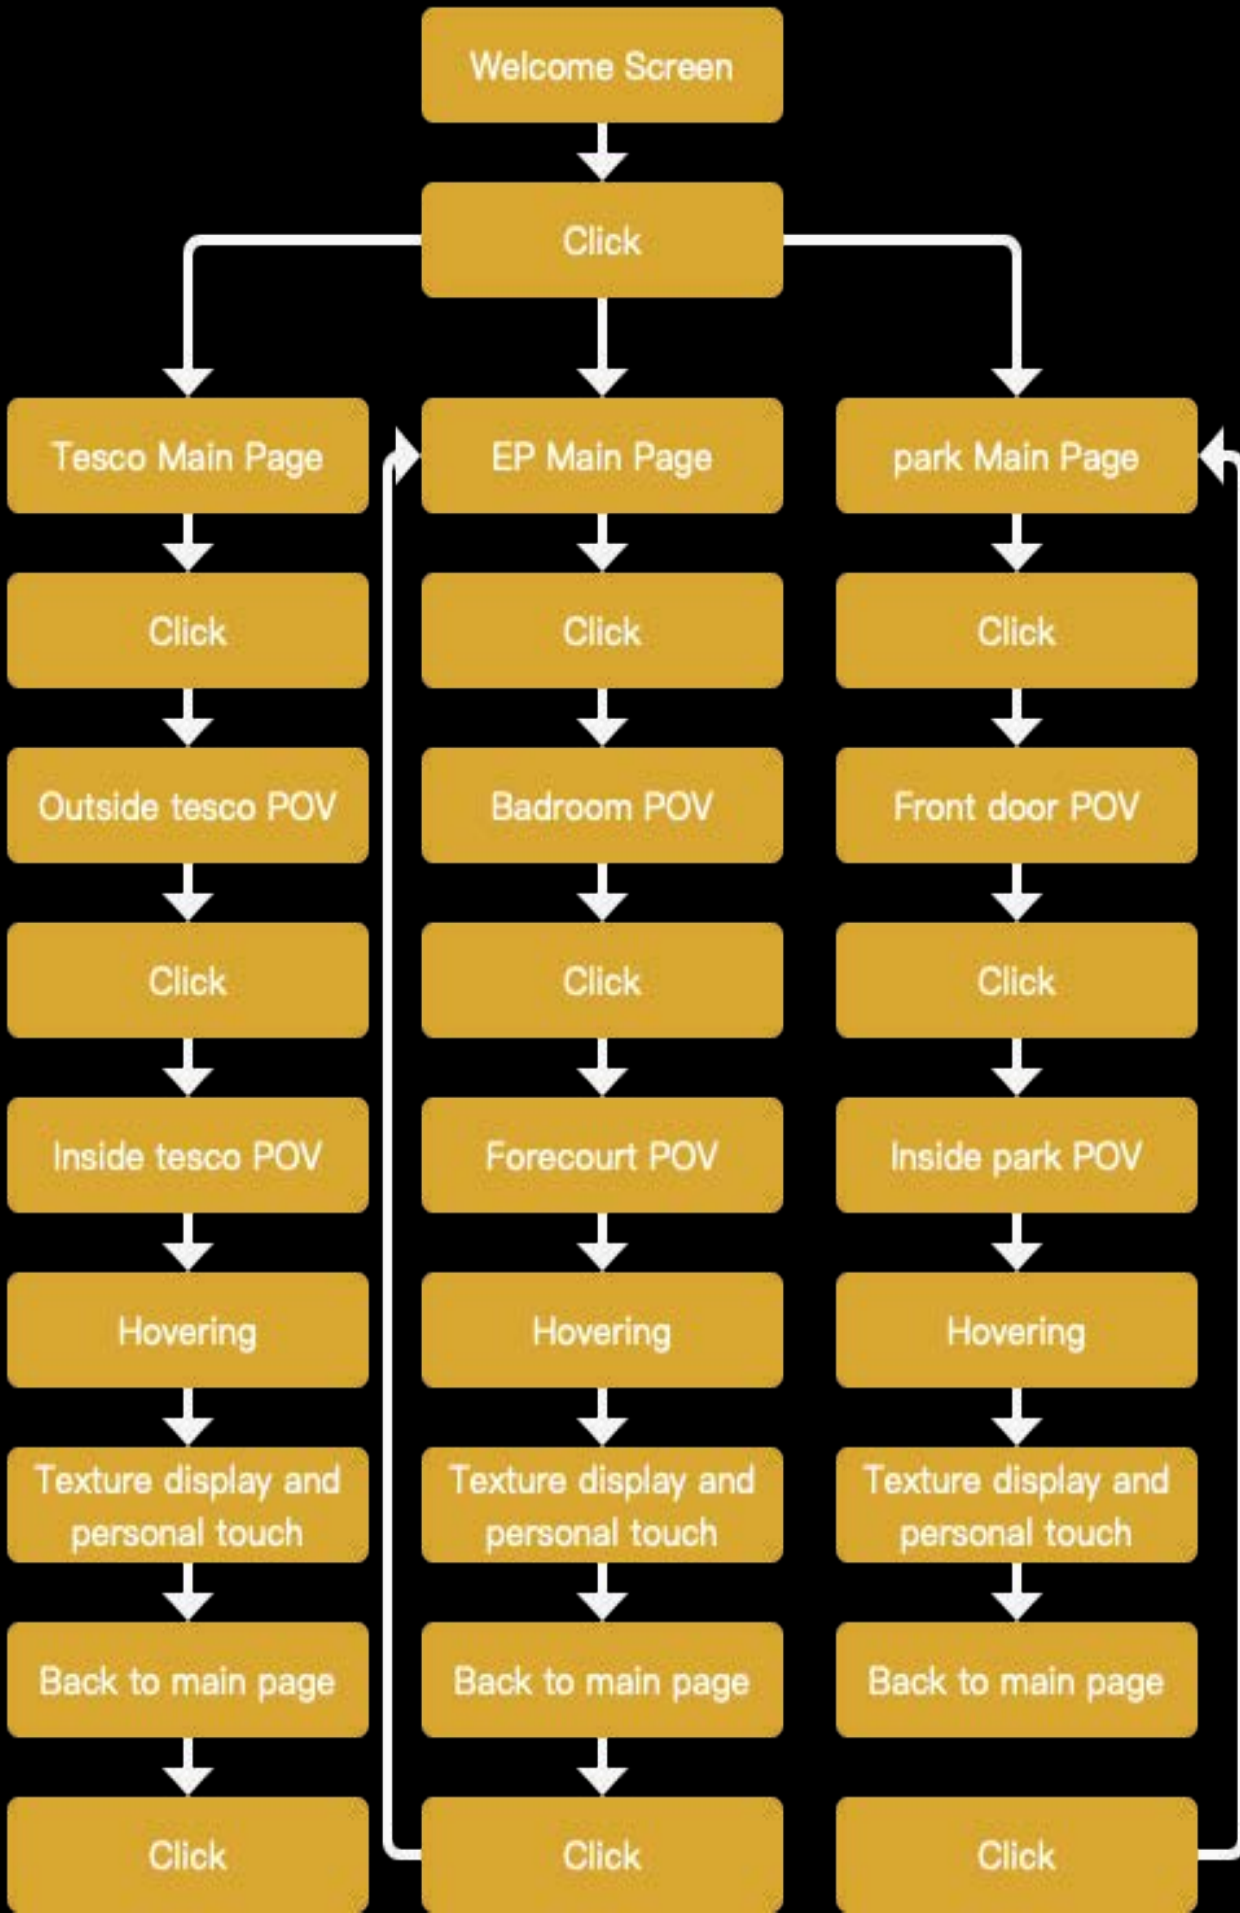 Welcome Screen
Click
Tesco Main Page
EP Main Page
park Main Page
Click
Click
Click
Outside tesco POV
Badroom POV
Front door POV
Click
Click
Click
Inside tesco POV
Forecourt POV
Inside park POV
Hovering
Hovering
Hovering
Texture display and
personal touch
Texture display and
personal touch
Texture display and
personal touch
Back to main page
Back to main page
Back to main page
Click
Click
Click